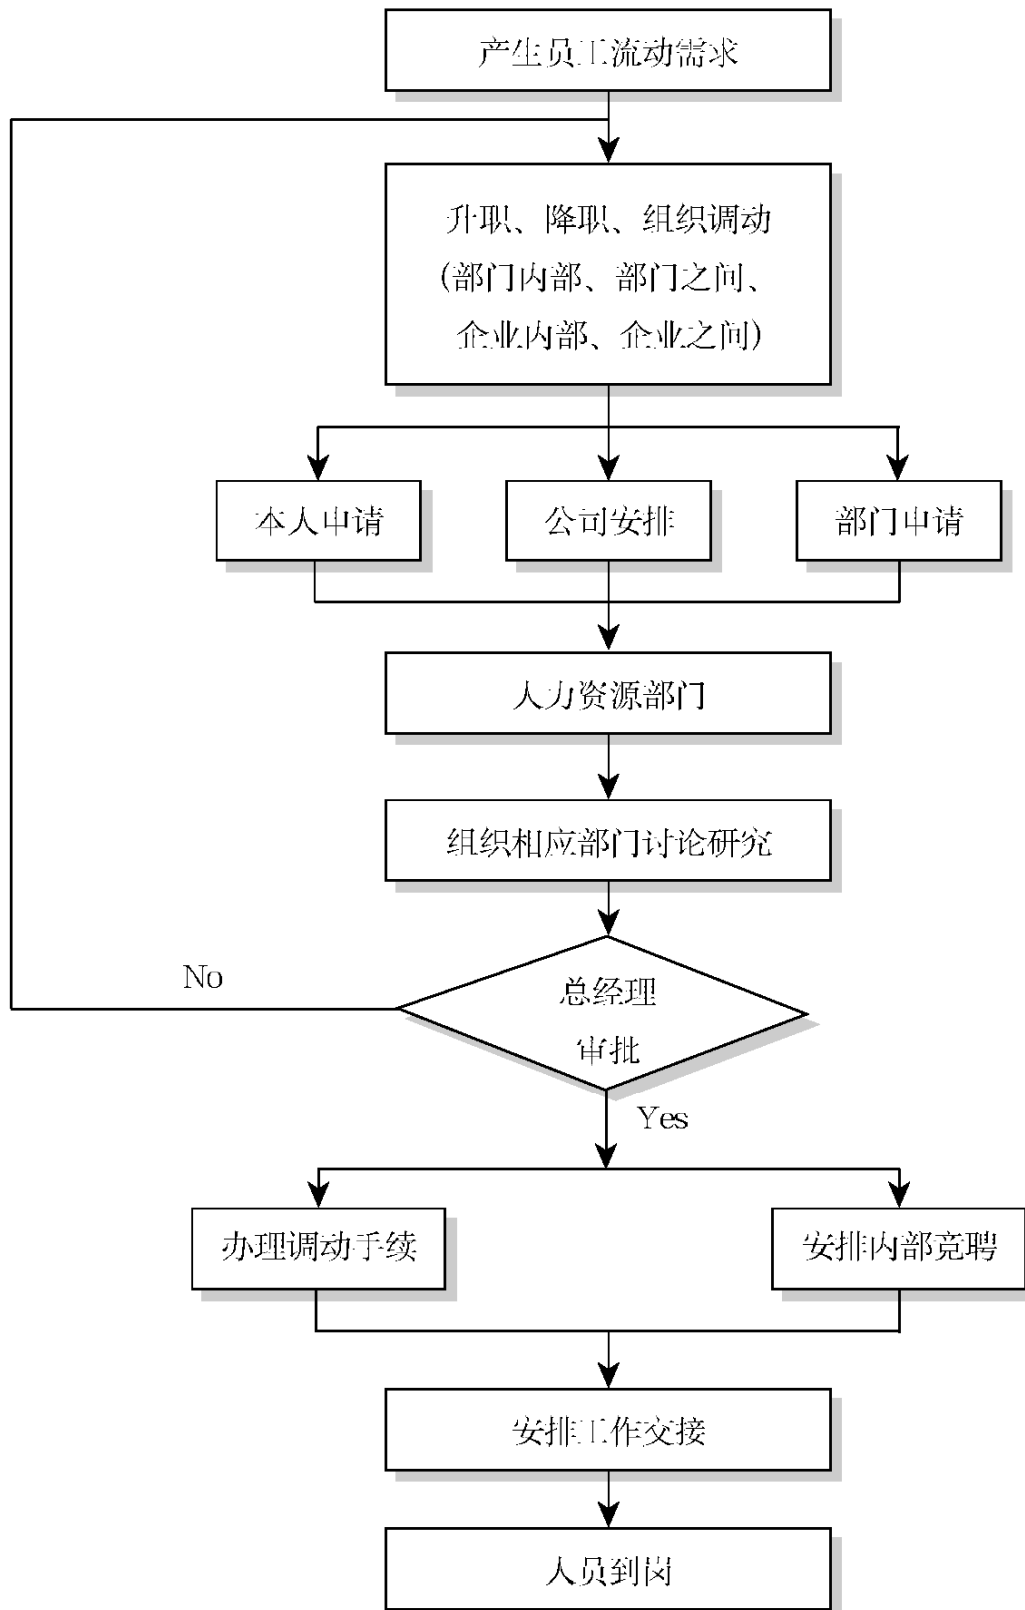 产生员工流动需求
升职、降职、组织调动
(部门内部、部门之间、
企业内部、企业之间)
本人申请
公司安排
部门申请
人力资源部门
组织相应部门讨论研究
No
总经理
审批
Yes
办理调动手续
安排内部竞聘
安排工作交接
人员到岗